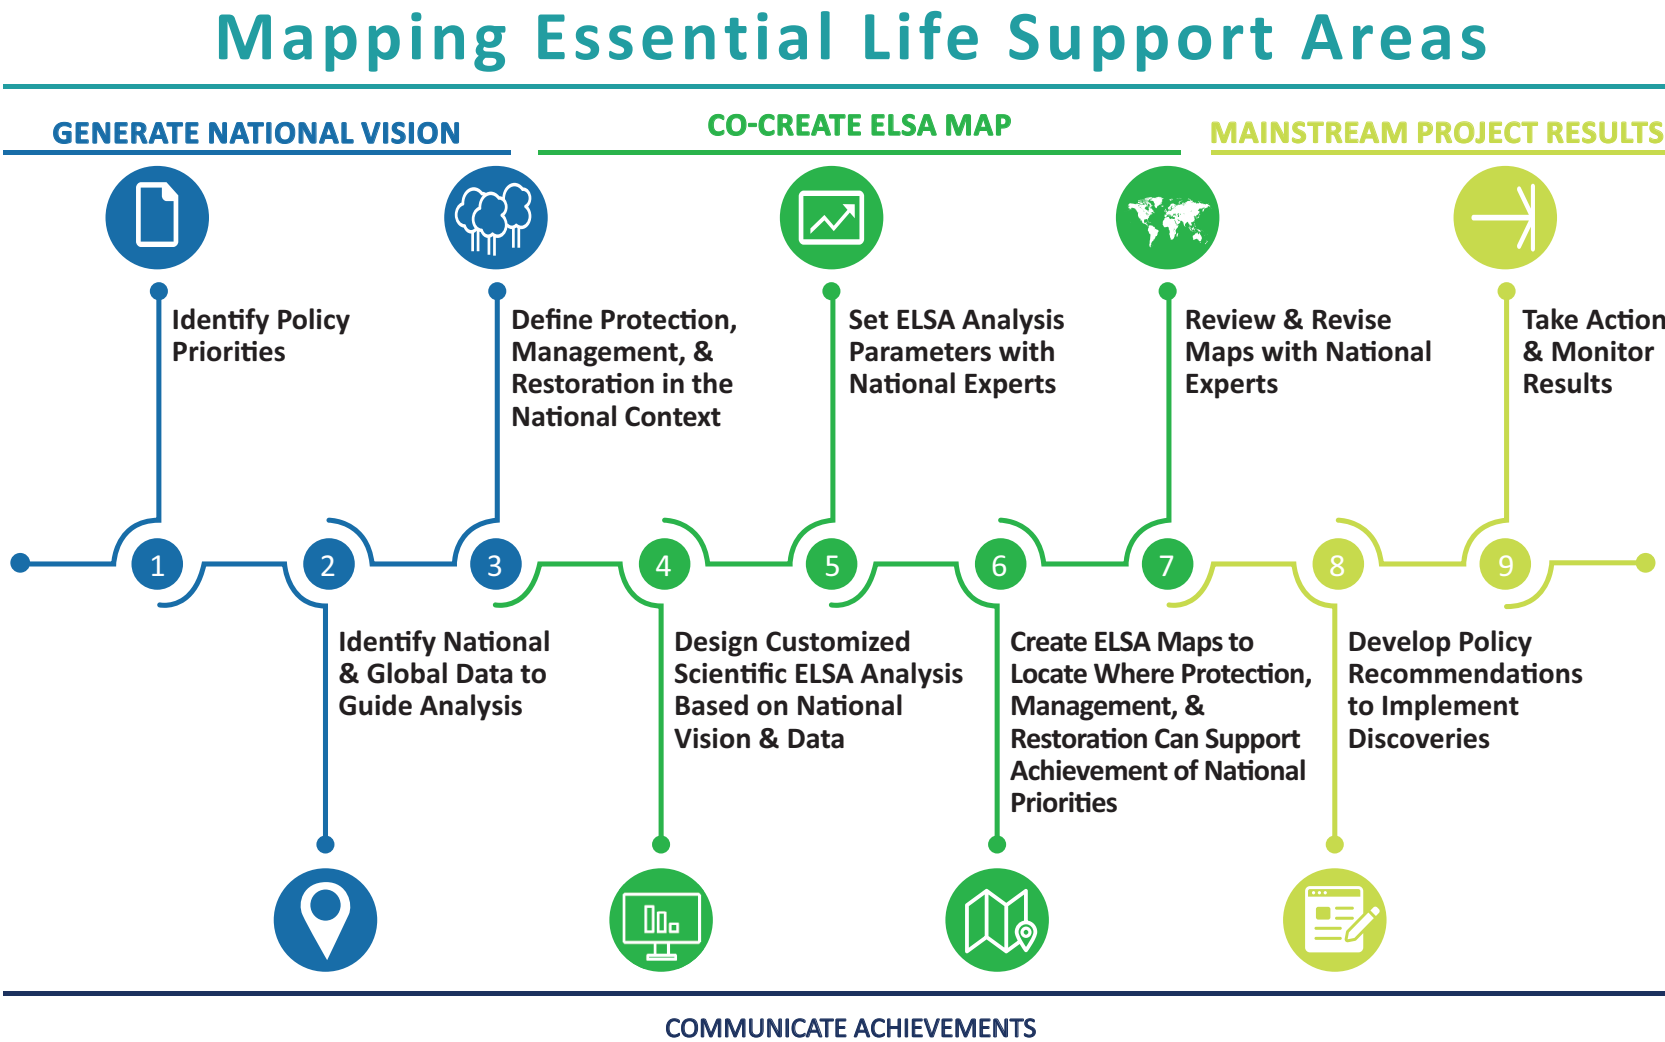 Mapping Essential Life Support Areas
GENERATE NATIONAL VISION
CO-CREATE ELSA MAP
MAINSTREAM PROJECT RESULTS
Identify Policy
Priorities
Define Protection,
Management, &
Restoration in the
National Context
Set ELSA Analysis
Parameters with
National Experts
Review & Revise
Maps with National
Experts
Take Action
& Monitor
Results
1
2
3
4
5
6
7
8
9
Identify National
& Global Data to
Guide Analysis
Design Customized
Scientific ELSA Analysis
Based on National
Vision & Data
Create ELSA Maps to
Locate Where Protection,
Management, &
Restoration Can Support
Achievement of National
Priorities
Develop Policy
Recommendations
to Implement
Discoveries
COMMUNICATE ACHIEVEMENTS